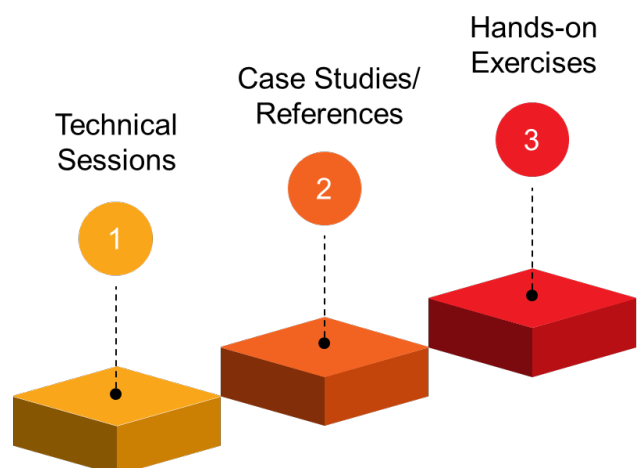 Technical
Sessions
1
Case Studies/
References
2
Hands-on
Exercises
3